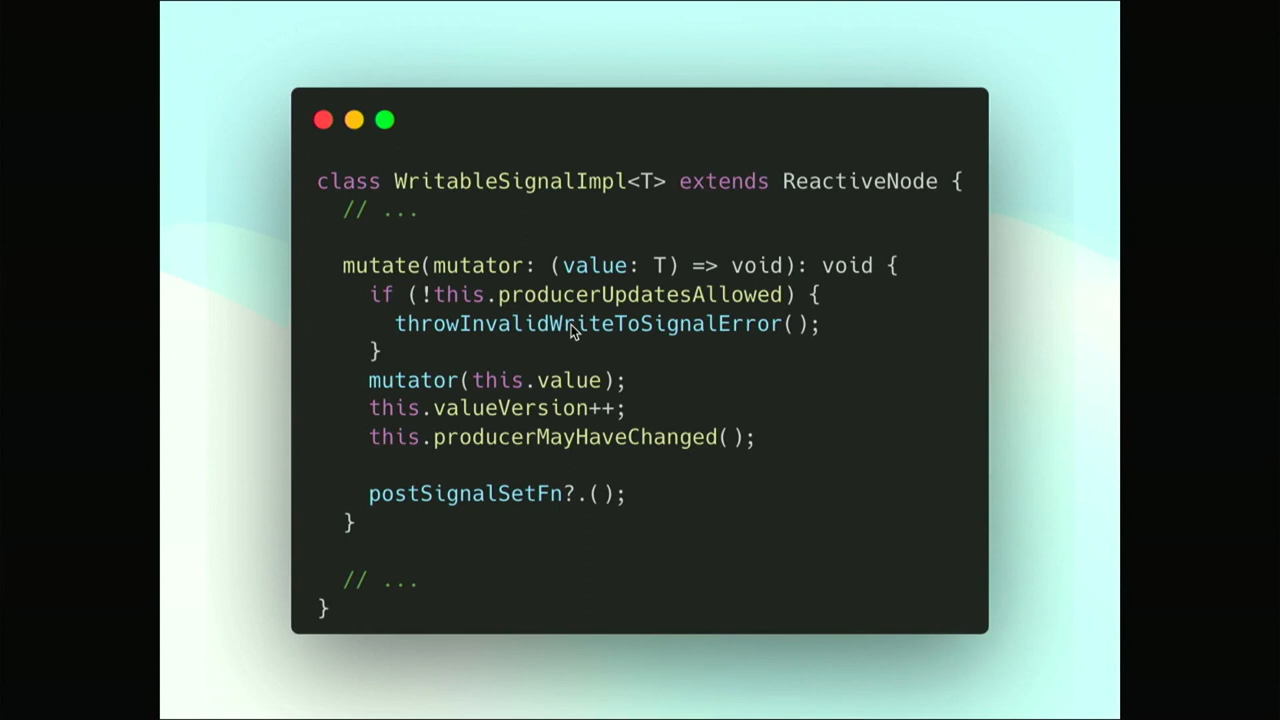 class WritableSignalImpl<T> extends ReactiveNode {
  // ...

  mutate(mutator: (value: T) => void): void {
    if (!this.producerUpdatesAllowed) {
      throwInvalidWriteToSignalError();
    }
    mutator(this.value);
    this.valueVersion++;
    this.producerMayHaveChanged();

    postSignalSetFn?.();
  }

  // ...
}